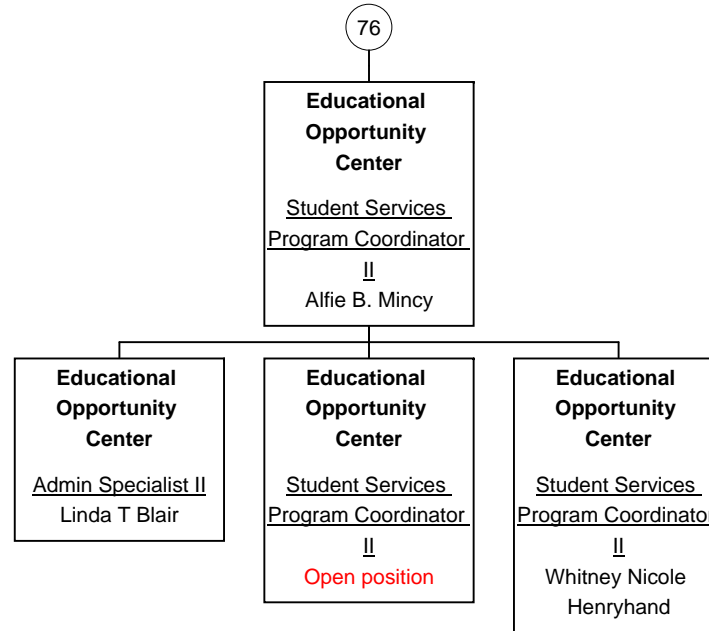 76
Educational
Opportunity
Center
Student Services
Program Coordinator
II
Alfie B. Mincy
Educational
Opportunity
Center
Admin Specialist II
Linda T Blair
Educational
Opportunity
Center
Student Services
Program Coordinator
II
Open position
Educational
Opportunity
Center
Student Services
Program Coordinator
II
Whitney Nicole
Henryhand